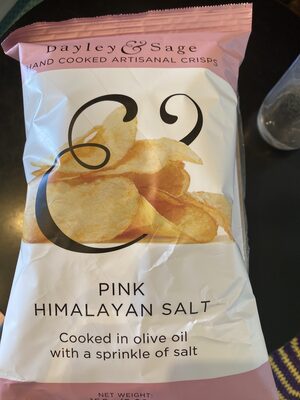 Dayley & Sage
HAND COOKED ARTISANAL CRISPS
&
PINK
HIMALAYAN SALT
Cooked in olive oil
with a sprinkle of salt
NET WEIGHT: